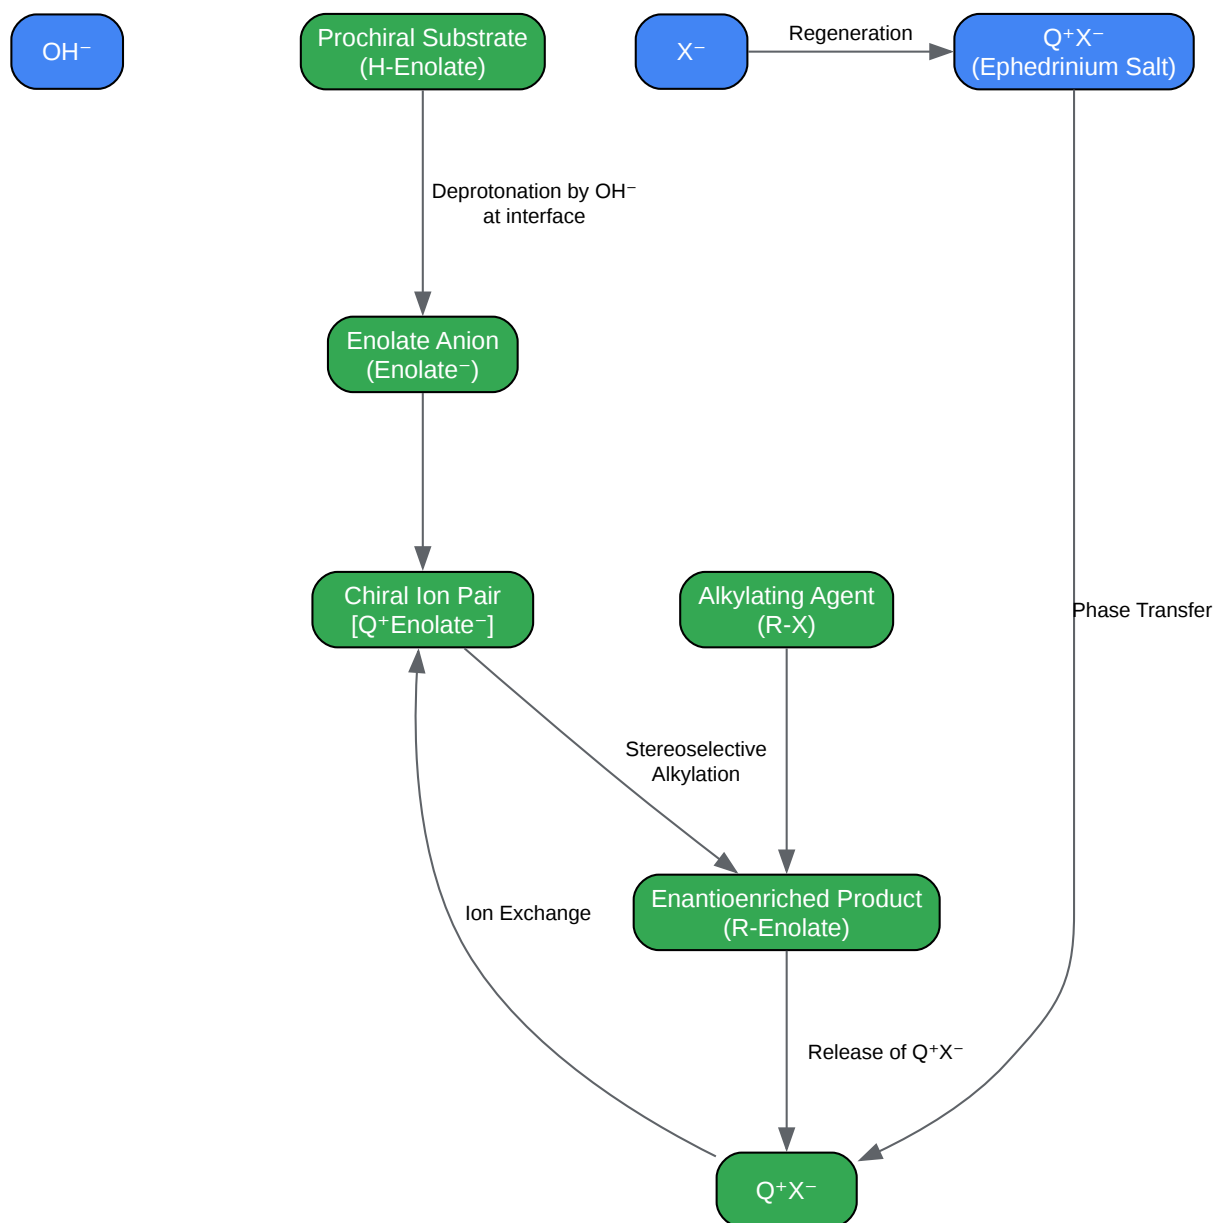 OH⁻
Prochiral Substrate
(H-Enolate)
X⁻
Regeneration
Q⁺X⁻
(Ephedrinium Salt)
Deprotonation by OH⁻
at interface
Enolate Anion
(Enolate⁻)
Chiral Ion Pair
[Q⁺Enolate⁻]
Alkylating Agent
(R-X)
Phase Transfer
Stereoselective
Alkylation
Enantioenriched Product
(R-Enolate)
Ion Exchange
Release of Q⁺X⁻
Q⁺X⁻